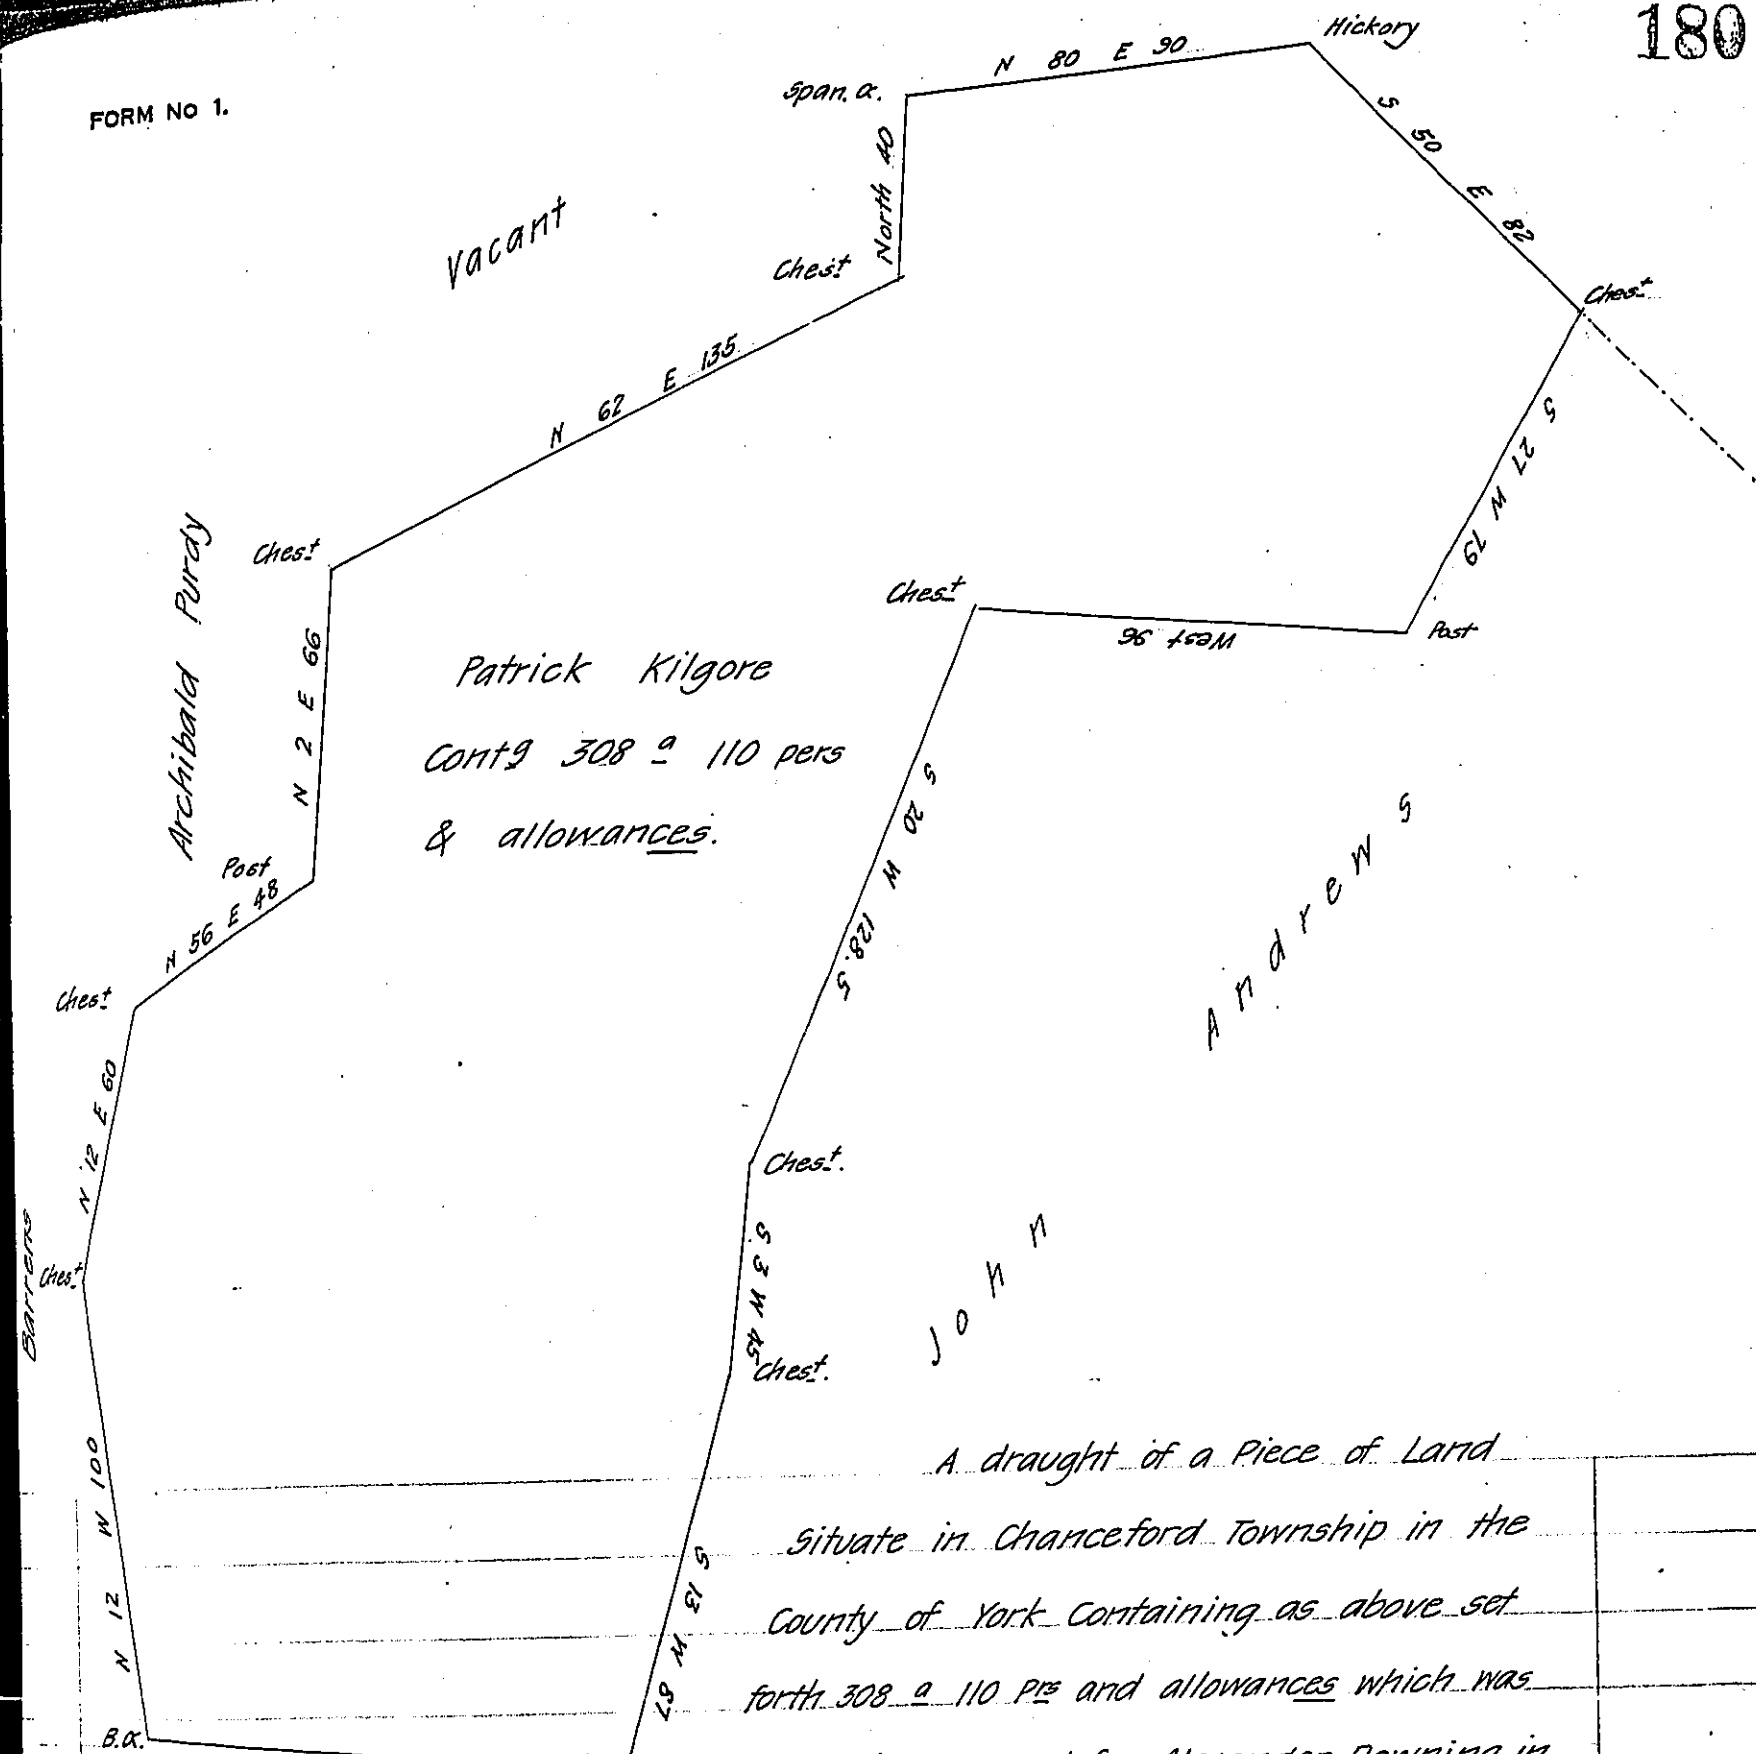 180
FORM No 1.
Hickory
N 80 E 90
Span. O.
S 50 E 82
North 40
Vacant
Chest
Chest
N 62 E 135
S 27 W 79
Archibald Purdy
Chest
Chest
West 96
Post
N 2 E 66
Patrick Kilgore
Contg 308 a 110 pers
& allowances.
S 20 W 128.5
Post
N 56 E 48
Chest
John Andrews
N 12 E 60
Chest.
Barrens
Chest
S 3 W 45
Chest.
N 12 W 100
S 13 W 87
A draught of a Piece of Land
Situate in Chanceford Township in the
County of York Containing as above set
forth 308 a 110 Prs and allowances which was
B.O.
for Alexander Downing in